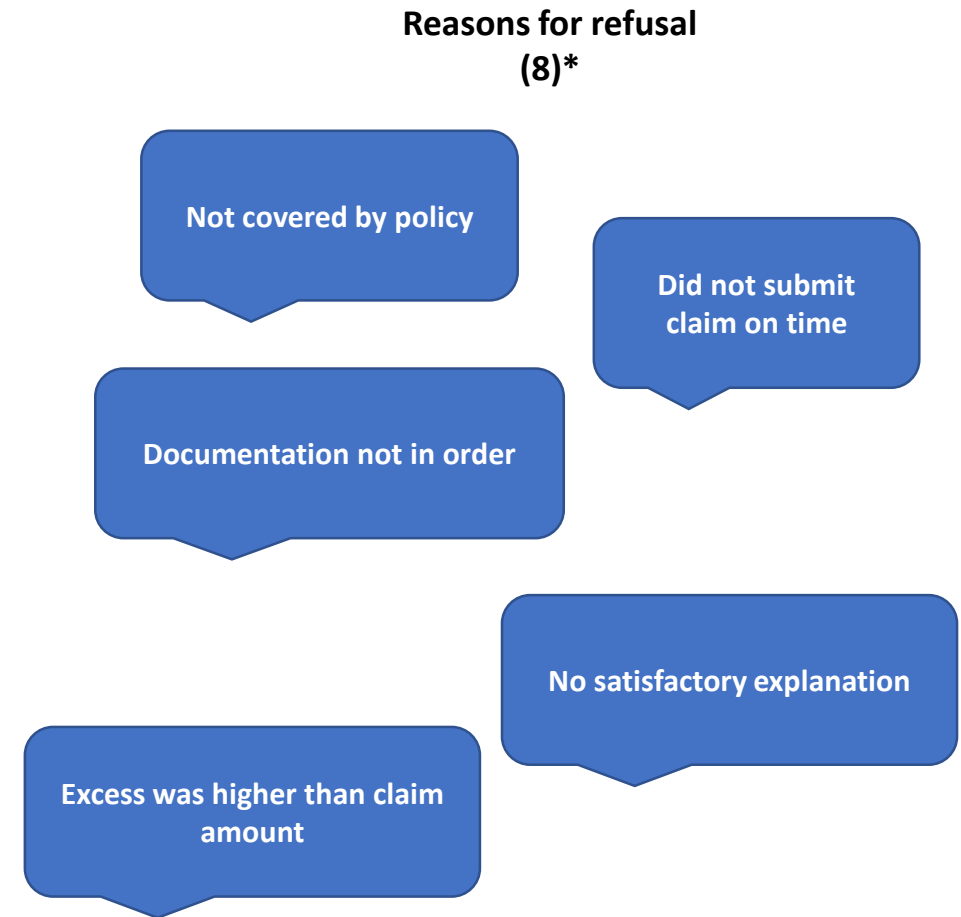 Reasons for refusal
(8)*
Not covered by policy
Did not submit
claim on time
Documentation not in order
No satisfactory explanation
Excess was higher than claim
amount